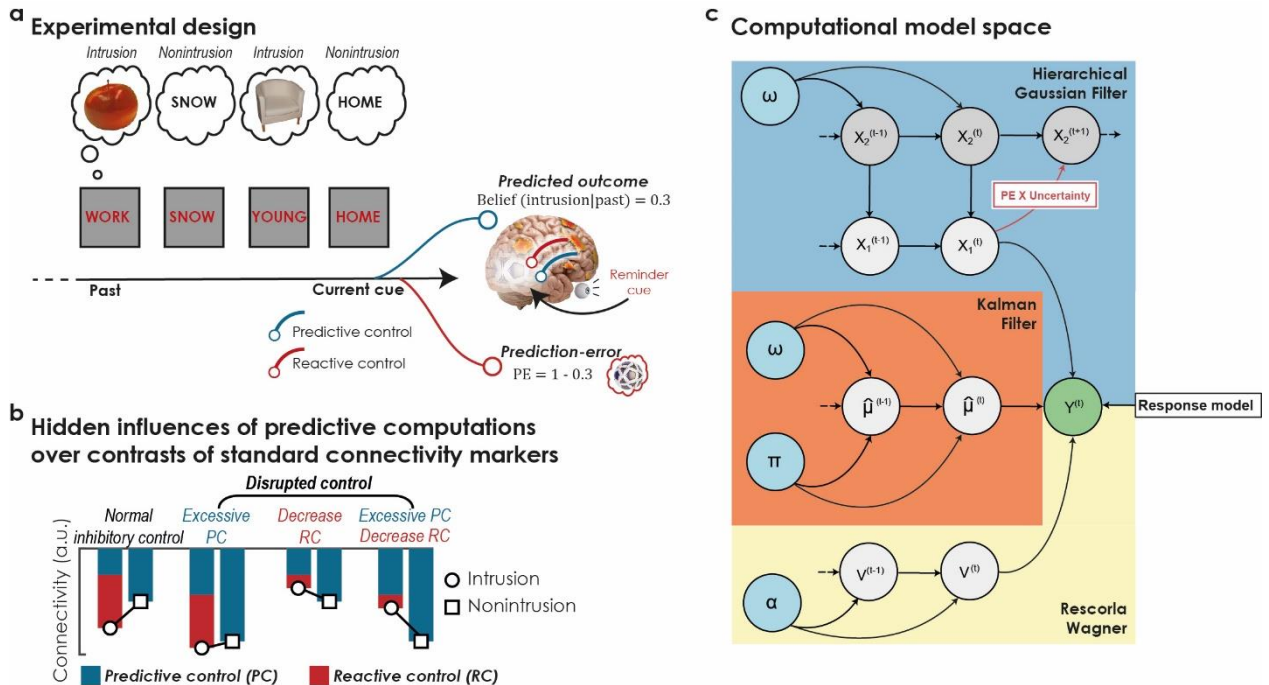 a Experimental design
Intrusion Nonintrusion Intrusion Nonintrusion
SNOW HOME
WORK SNOW YOUNG HOME
Past Current cue
Predicted outcome
Belief (intrusion|past) = 0.3
Reminder
cue
Predictive control
Reactive control
Prediction-error
PE = 1 - 0.3
b Hidden influences of predictive computations
over contrasts of standard connectivity markers
Disrupted control
Normal
inhibitory control
Excessive
PC
Decrease
RC
Excessive PC
Decrease RC
Connectivity (a.u.)
Intrusion
Nonintrusion
Predictive control (PC) Reactive control (RC)
c Computational model space
Hierarchical
Gaussian Filter
ω
X₂⁽ᵗ⁻¹⁾ X₂⁽ᵗ⁾ X₂⁽ᵗ⁺¹⁾
PE X Uncertainty
X₁⁽ᵗ⁻¹⁾ X₁⁽ᵗ⁾
Kalman
Filter
ω
μ̂⁽ᵗ⁻¹⁾ μ̂⁽ᵗ⁾ Y⁽ᵗ⁾
Response model
π
V⁽ᵗ⁻¹⁾ V⁽ᵗ⁾
α
Rescorla
Wagner